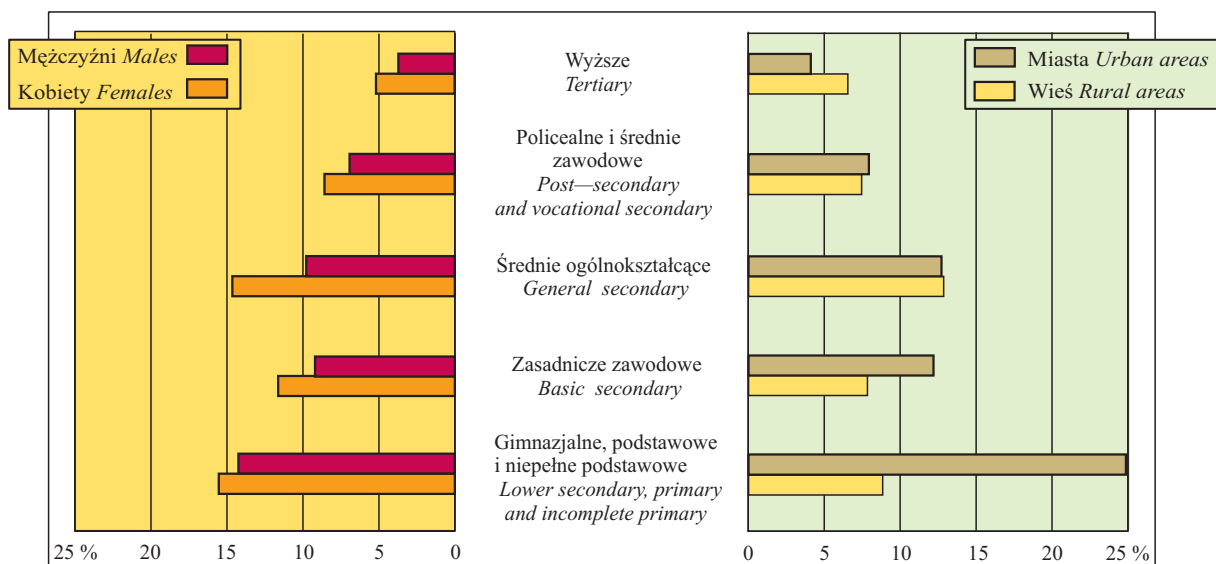 Mężczyźni Males
Kobiety Females
Miasta Urban areas
Wieś Rural areas
Wyższe
Tertiary
Policealne i średnie
zawodowe
Post—secondary
and vocational secondary
Średnie ogólnokształcące
General secondary
Zasadnicze zawodowe
Basic secondary
Gimnazjalne, podstawowe
i niepełne podstawowe
Lower secondary, primary
and incomplete primary
25 % 20 15 10 5 0
0 5 10 15 20 25 %